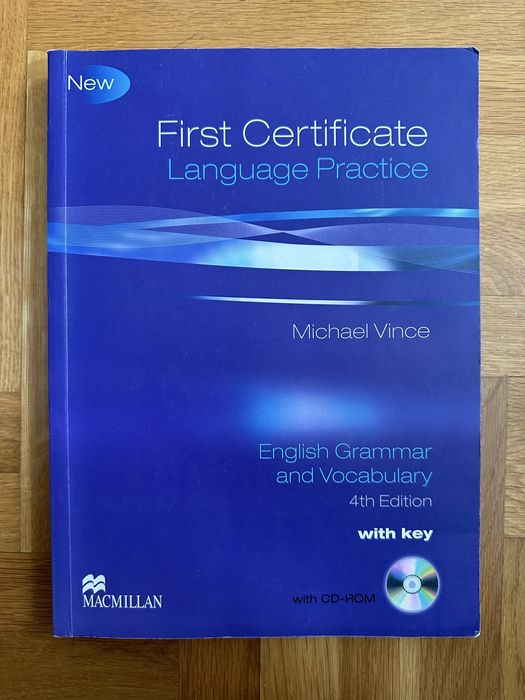 New
First Certificate
Language Practice
Michael Vince
English Grammar
and Vocabulary
4th Edition
with key
with CD-ROM
MACMILLAN